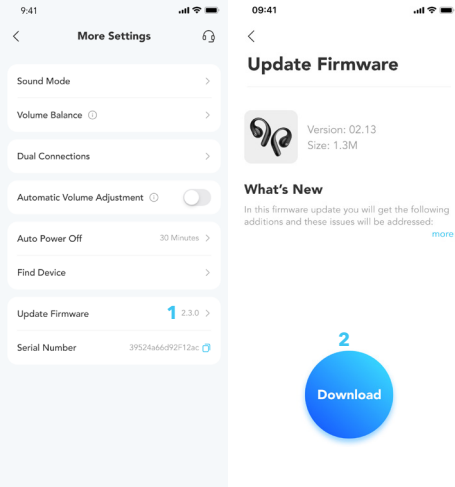 9:41
More Settings
Sound Mode
Volume Balance
Dual Connections
Automatic Volume Adjustment
Auto Power Off 30 Minutes
Find Device
Update Firmware 1 2.3.0
Serial Number 39524a66d92F12ac
09:41
Update Firmware
Version: 02.13
Size: 1.3M
What's New
In this firmware update you will get the following
additions and these issues will be addressed:
more
2
Download